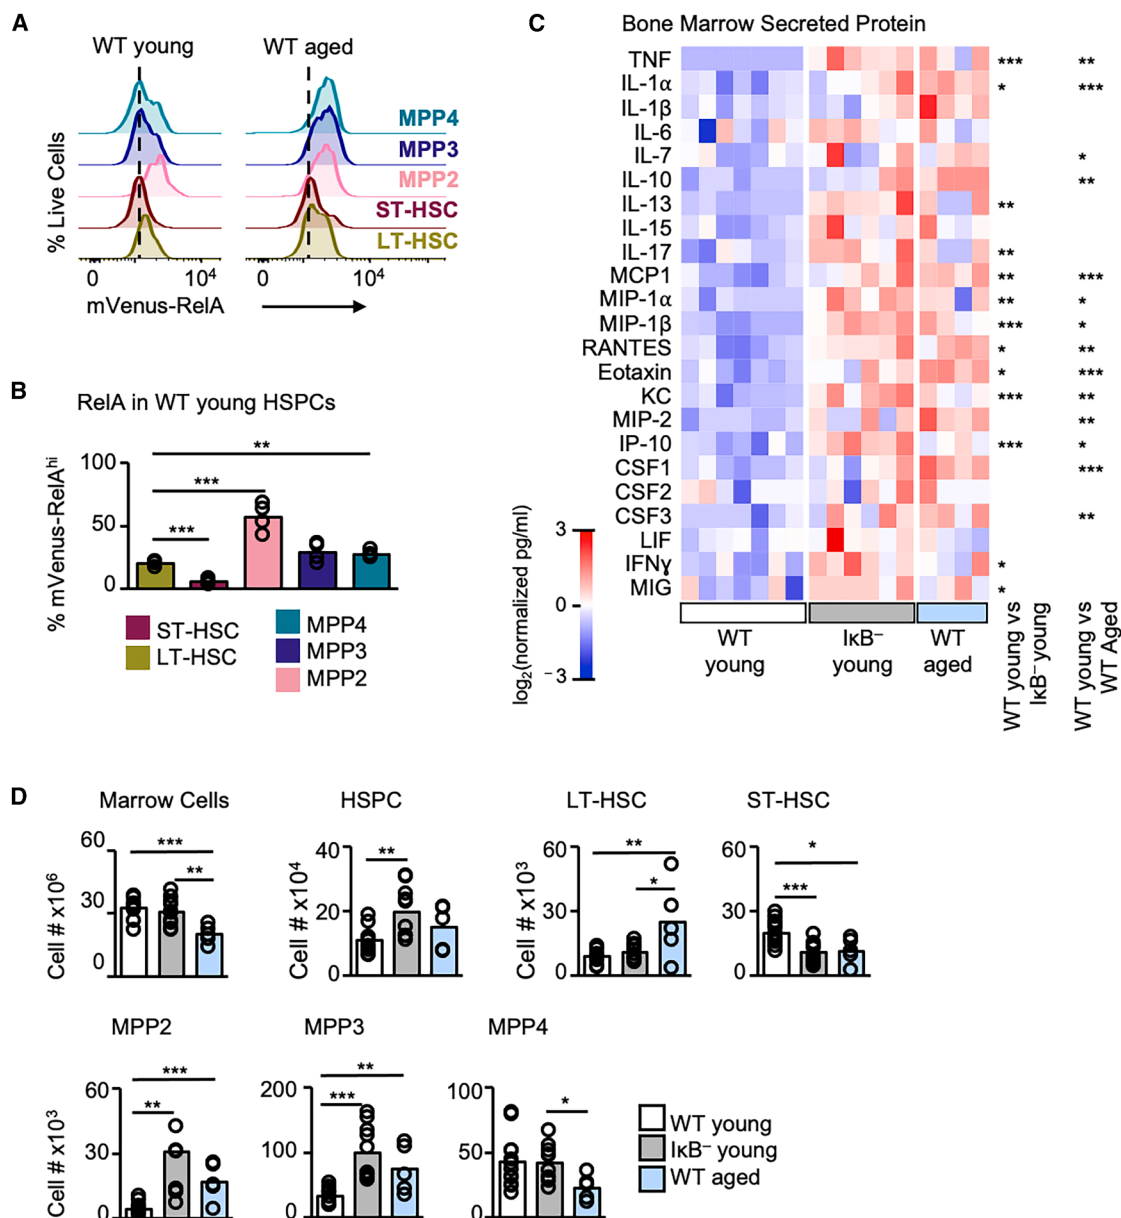 A
WT young
WT aged
MPP4
MPP3
MPP2
ST-HSC
LT-HSC
% Live Cells
0
10⁴
0
10⁴
mVenus-RelA
B
RelA in WT young HSPCs
**
***
***
100
50
0
% mVenus-RelAʰⁱ
ST-HSC
LT-HSC
MPP4
MPP3
MPP2
C
Bone Marrow Secreted Protein
TNF *** **
IL-1α * ***
IL-1β
IL-6
IL-7 *
IL-10 **
IL-13 **
IL-15
IL-17 **
MCP1 ** ***
MIP-1α ** *
MIP-1β *** *
RANTES * **
Eotaxin * ***
KC *** **
MIP-2 **
IP-10 *** *
CSF1 ***
CSF2
CSF3 **
LIF
IFNɣ *
MIG *
3
0
−3
log₂(normalized pg/ml)
WT
young
IκB⁻
young
WT
aged
WT young vs
IκB⁻ young
WT young vs
WT Aged
D
Marrow Cells
60
30
0
Cell # x10⁶
***
**
HSPC
40
20
0
Cell # x10⁴
**
LT-HSC
60
30
0
Cell # x10³
**
*
ST-HSC
60
30
0
*
***
MPP2
60
30
0
Cell # x10³
***
**
MPP3
200
100
0
**
***
MPP4
100
50
0
*
WT young
IκB⁻ young
WT aged